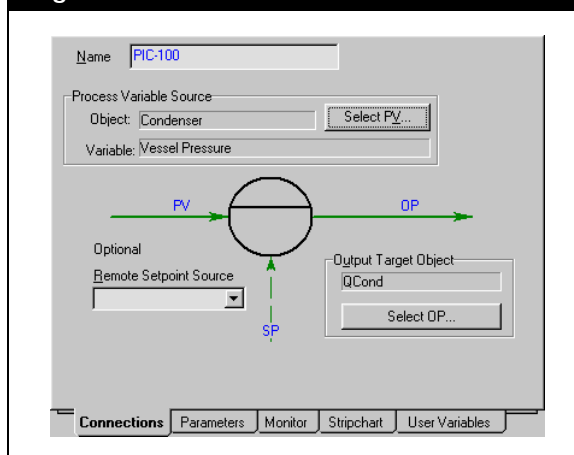 Name PIC-100
Process Variable Source
Object: Condenser Select PV...
Variable: Vessel Pressure
PV OP
Optional
Remote Setpoint Source
Output Target Object
QCond
Select OP...
SP
Connections Parameters Monitor Stripchart User Variables